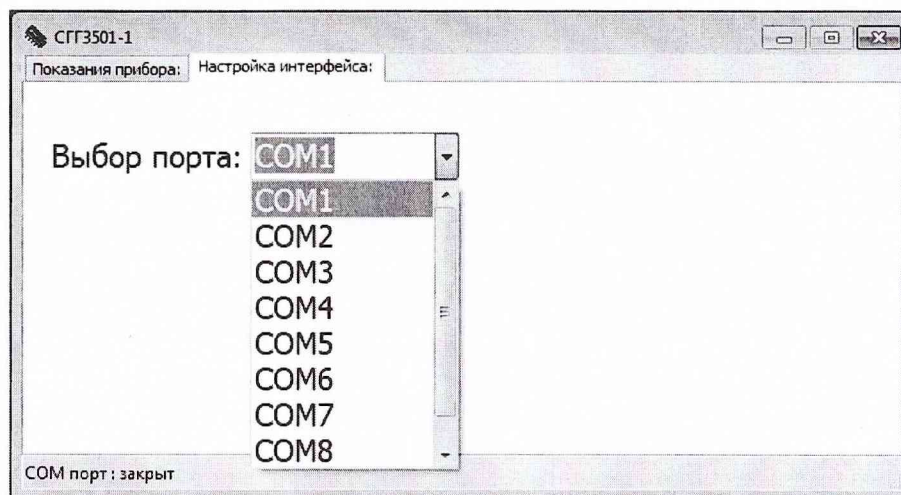 СГГ3501-1
Показания прибора: Настройка интерфейса:
Выбор порта: COM1
COM1
COM2
COM3
COM4
COM5
COM6
COM7
COM8
COM порт : закрыт